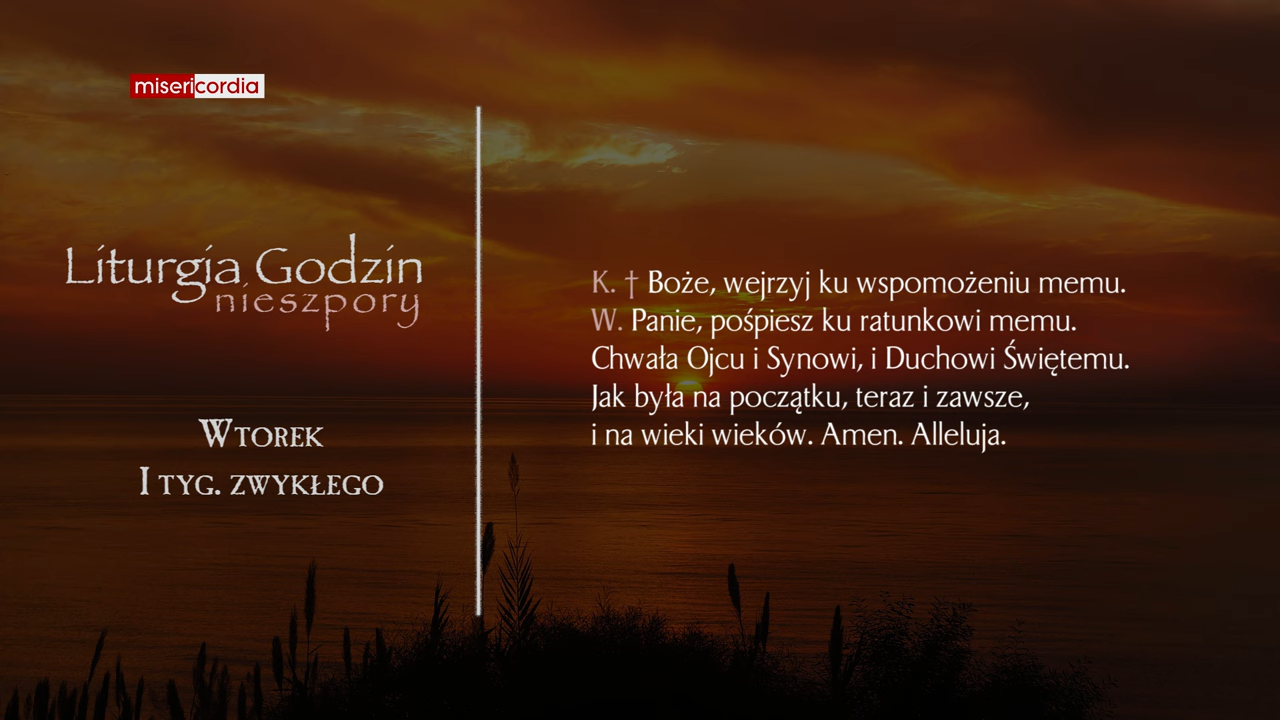 misericordia
Liturgia Godzin
nieszpory
Wtorek
I tyg. zwykłego
K. † Boże, wejrzyj ku wspomożeniu memu.
W. Panie, pośpiesz ku ratunkowi memu.
Chwała Ojcu i Synowi, i Duchowi Świętemu.
Jak była na początku, teraz i zawsze,
i na wieki wieków. Amen. Alleluja.